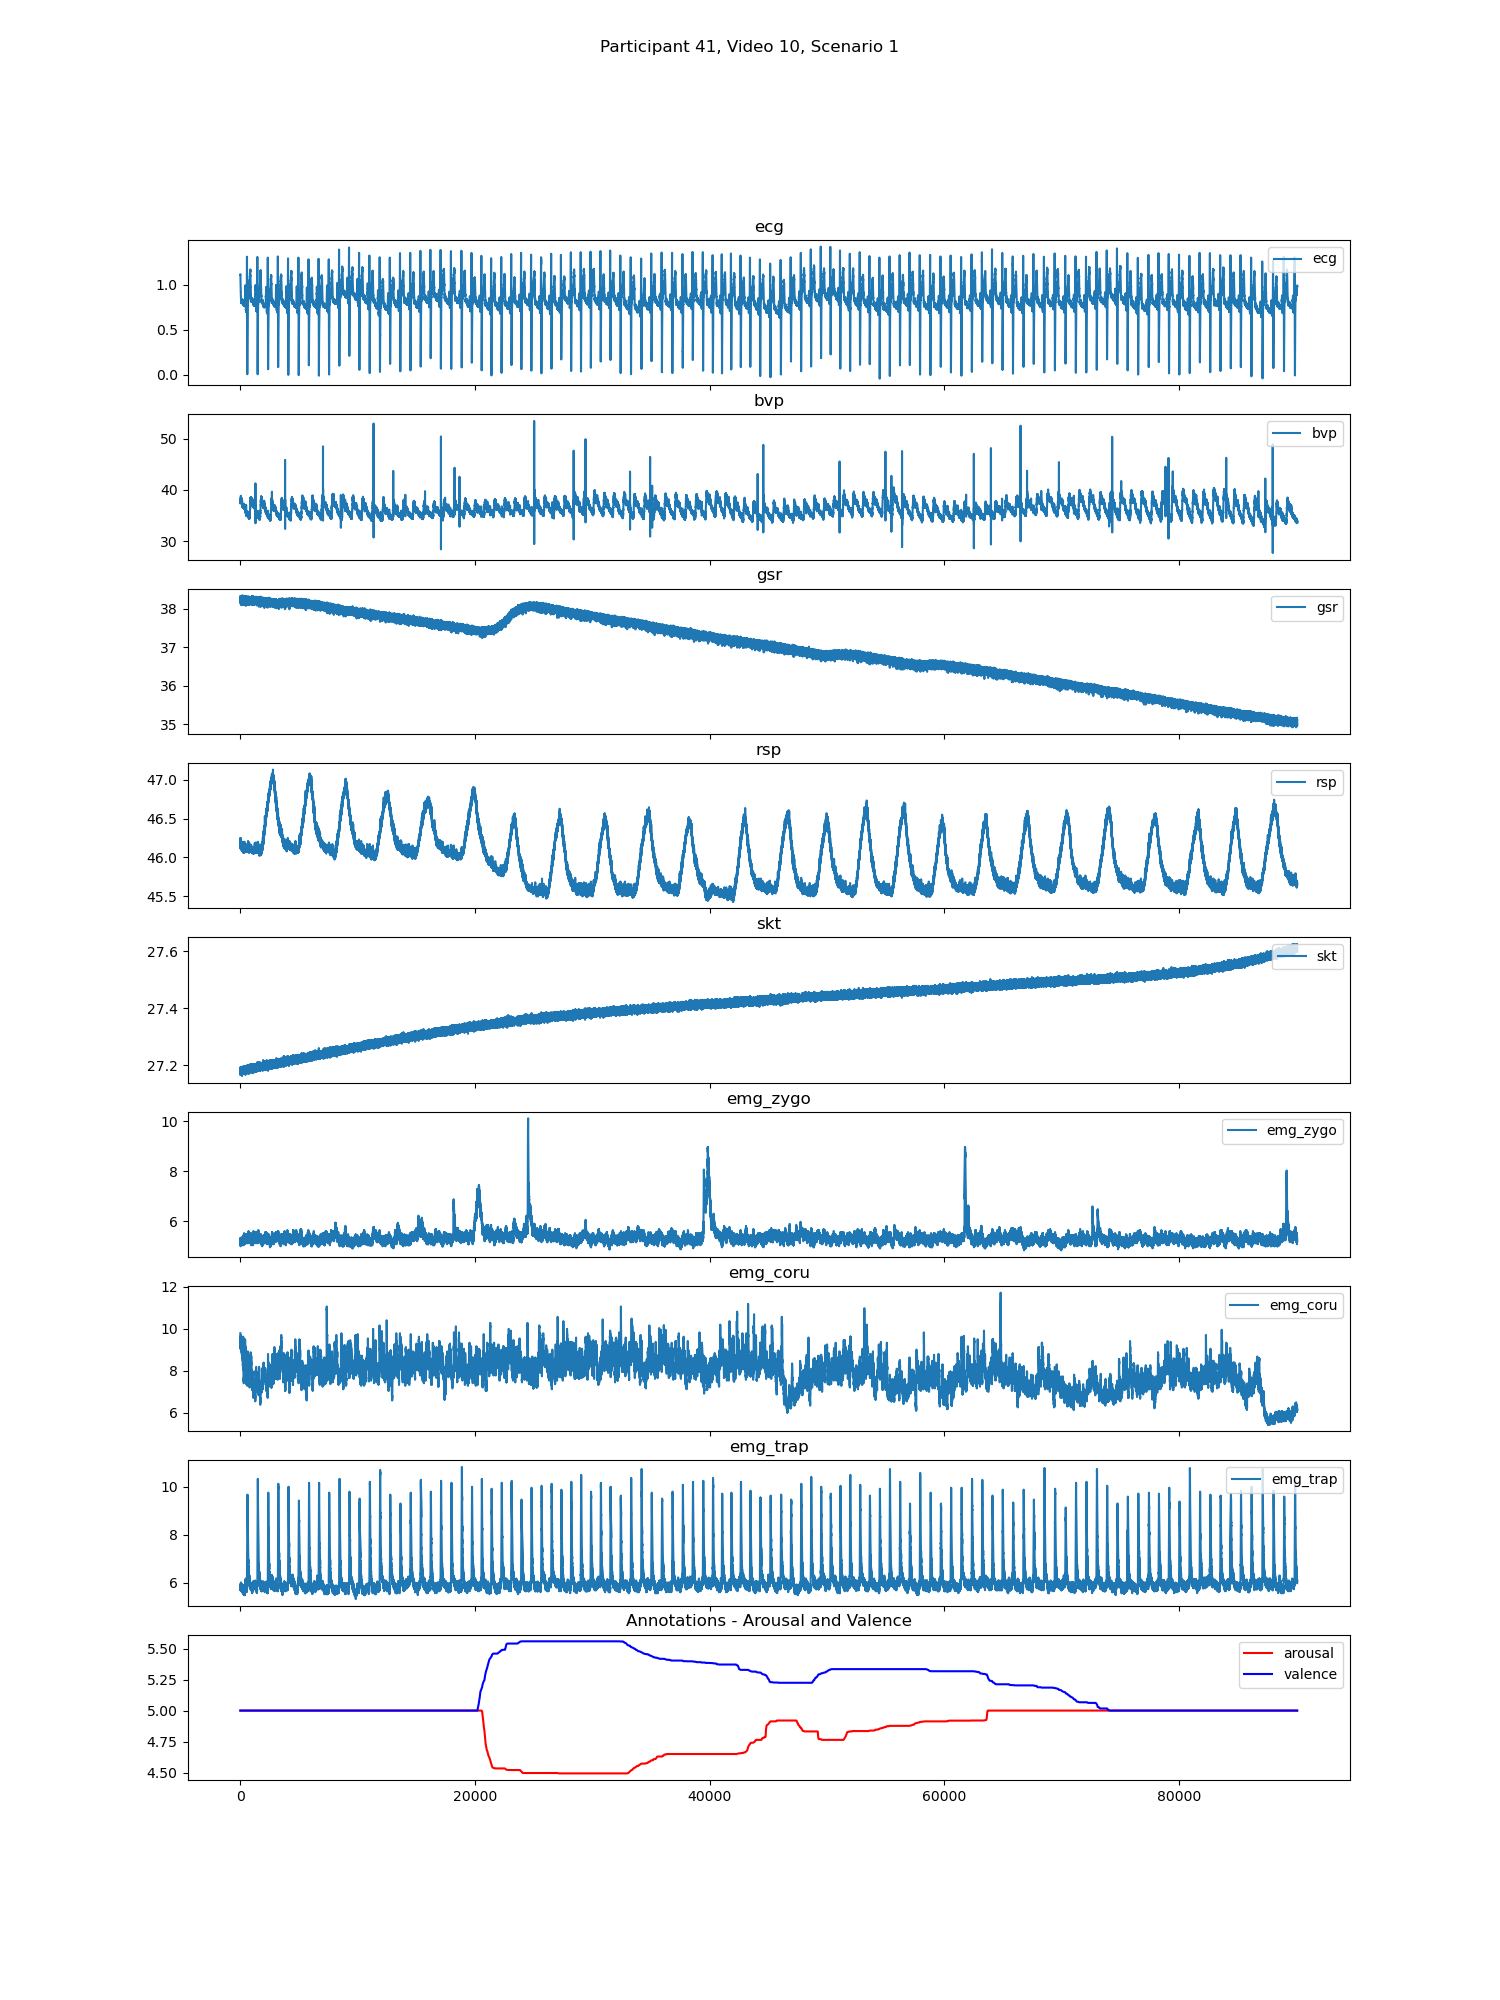 Participant 41, Video 10, Scenario 1
ecg
1.0
0.5
0.0
ecg
bvp
50
40
30
bvp
gsr
38
37
36
35
gsr
rsp
47.0
46.5
46.0
45.5
rsp
skt
27.6
27.4
27.2
skt
emg_zygo
10
8
6
emg_zygo
emg_coru
12
10
8
6
emg_coru
emg_trap
10
8
6
emg_trap
Annotations - Arousal and Valence
5.50
5.25
5.00
4.75
4.50
arousal
valence
0 20000 40000 60000 80000